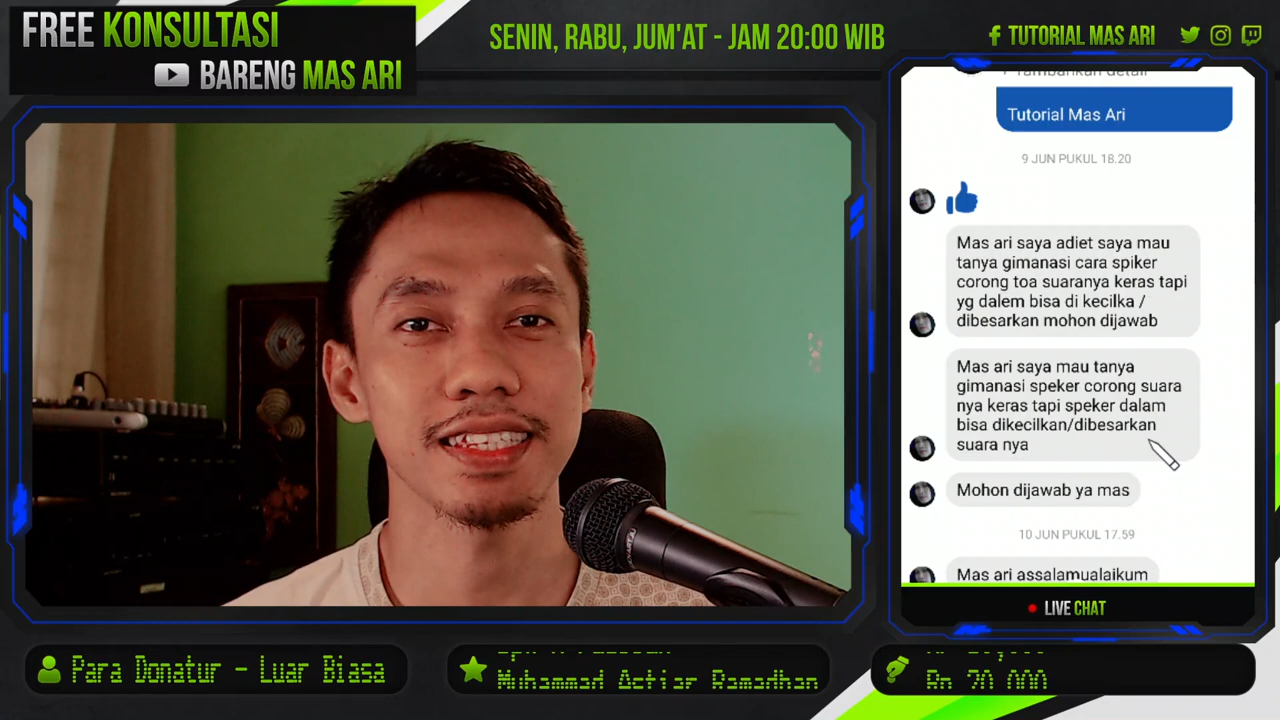 FREE KONSULTASI
BARENG MAS ARI
SENIN, RABU, JUM'AT - JAM 20:00 WIB
TUTORIAL MAS ARI
Tambahkan detail
Tutorial Mas Ari
9 JUN PUKUL 18.20
Mas ari saya adiet saya mau
tanya gimanasi cara spiker
corong toa suaranya keras tapi
yg dalem bisa di kecilka /
dibesarkan mohon dijawab
Mas ari saya mau tanya
gimanasi speker corong suara
nya keras tapi speker dalam
bisa dikecilkan/dibesarkan
suara nya
Mohon dijawab ya mas
10 JUN PUKUL 17.59
Mas ari assalamualaikum
LIVE CHAT
Para Donatur - Luar Biasa
Muhammad Actiar Ramadhan